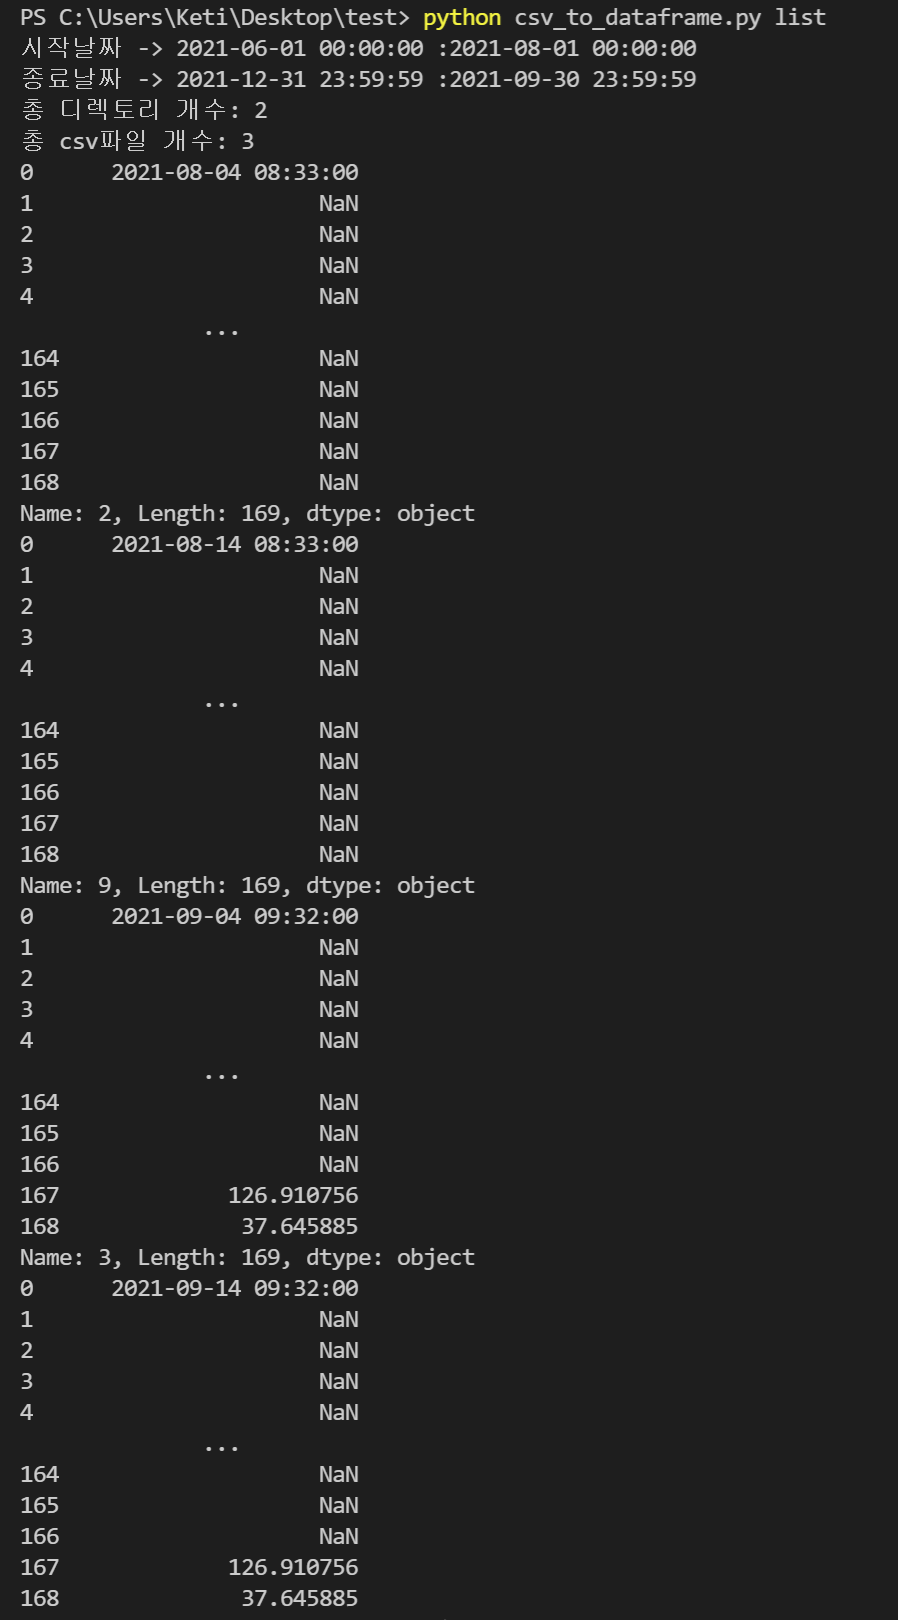 PS C:\Users\Keti\Desktop\test> python csv_to_dataframe.py list
시작날짜 -> 2021-06-01 00:00:00 :2021-08-01 00:00:00
종료날짜 -> 2021-12-31 23:59:59 :2021-09-30 23:59:59
총 디렉토리 개수: 2
총 csv파일 개수: 3
0      2021-08-04 08:33:00
1                      NaN
2                      NaN
3                      NaN
4                      NaN
              ...
164                    NaN
165                    NaN
166                    NaN
167                    NaN
168                    NaN
Name: 2, Length: 169, dtype: object
0      2021-08-14 08:33:00
1                      NaN
2                      NaN
3                      NaN
4                      NaN
              ...
164                    NaN
165                    NaN
166                    NaN
167                    NaN
168                    NaN
Name: 9, Length: 169, dtype: object
0      2021-09-04 09:32:00
1                      NaN
2                      NaN
3                      NaN
4                      NaN
              ...
164                    NaN
165                    NaN
166                    NaN
167             126.910756
168              37.645885
Name: 3, Length: 169, dtype: object
0      2021-09-14 09:32:00
1                      NaN
2                      NaN
3                      NaN
4                      NaN
              ...
164                    NaN
165                    NaN
166                    NaN
167             126.910756
168              37.645885